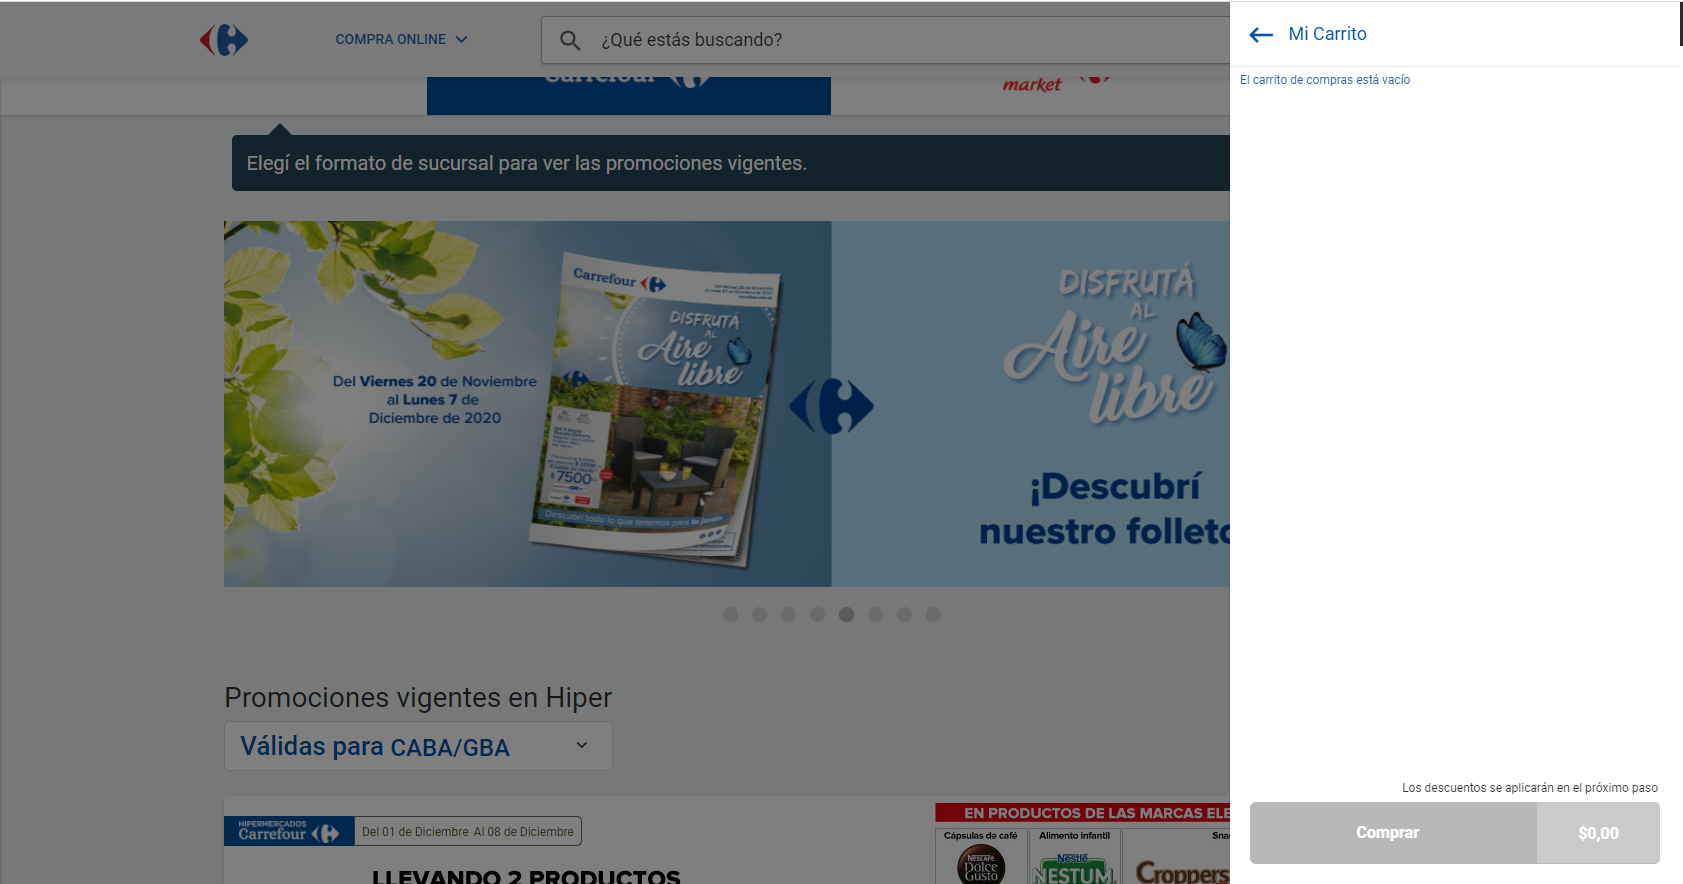 COMPRA ONLINE
¿Qué estás buscando?
Carrefour
market
Elegí el formato de sucursal para ver las promociones vigentes.
Del Viernes 20 de Noviembre
al Lunes 7 de
Diciembre de 2020
Carrefour
DISFRUTÁ
AL
Aire
libre
$7500
Descubrí todo lo que tenemos para tu jardín
DISFRUTÁ
AL
Aire
libre
¡Descubrí
nuestro folleto
Promociones vigentes en Hiper
Válidas para CABA/GBA
HIPERMERCADOS
Carrefour
Del 01 de Diciembre Al 08 de Diciembre
LLEVANDO 2 PRODUCTOS
EN PRODUCTOS DE LAS MARCAS ELE
Cápsulas de café
NESCAFÉ
Dolce
Gusto
Alimento infantil
Nestlé
NESTUM
Snac
Croppers
Mi Carrito
El carrito de compras está vacío
Los descuentos se aplicarán en el próximo paso
Comprar
$0,00